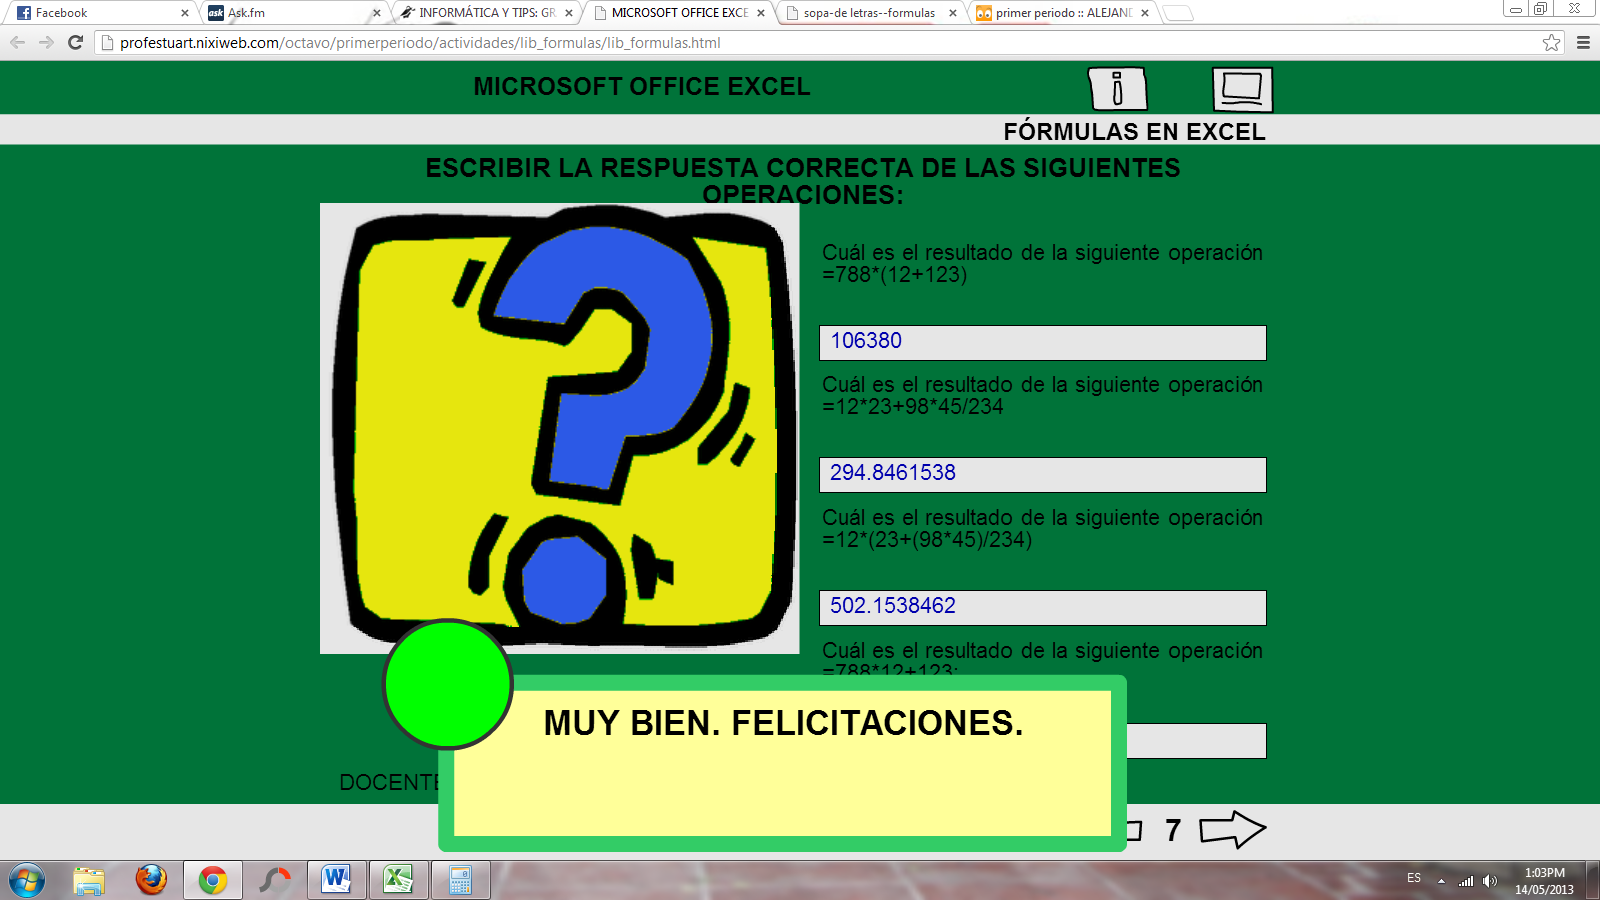 Facebook
ask Ask.fm
INFORMÁTICA Y TIPS: GR
MICROSOFT OFFICE EXCE
sopa-de letras--formulas
primer periodo :: ALEJAND
profestuart.nixiweb.com/octavo/primerperiodo/actividades/lib_formulas/lib_formulas.html
MICROSOFT OFFICE EXCEL
i
FÓRMULAS EN EXCEL
ESCRIBIR LA RESPUESTA CORRECTA DE LAS SIGUIENTES
OPERACIONES:
?
Cuál es el resultado de la siguiente operación
=788*(12+123)
106380
Cuál es el resultado de la siguiente operación
=12*23+98*45/234
294.8461538
Cuál es el resultado de la siguiente operación
=12*(23+(98*45)/234)
502.1538462
Cuál es el resultado de la siguiente operación
=788*12+123:
MUY BIEN. FELICITACIONES.
DOCENTE
7
ES
1:03PM
14/05/2013